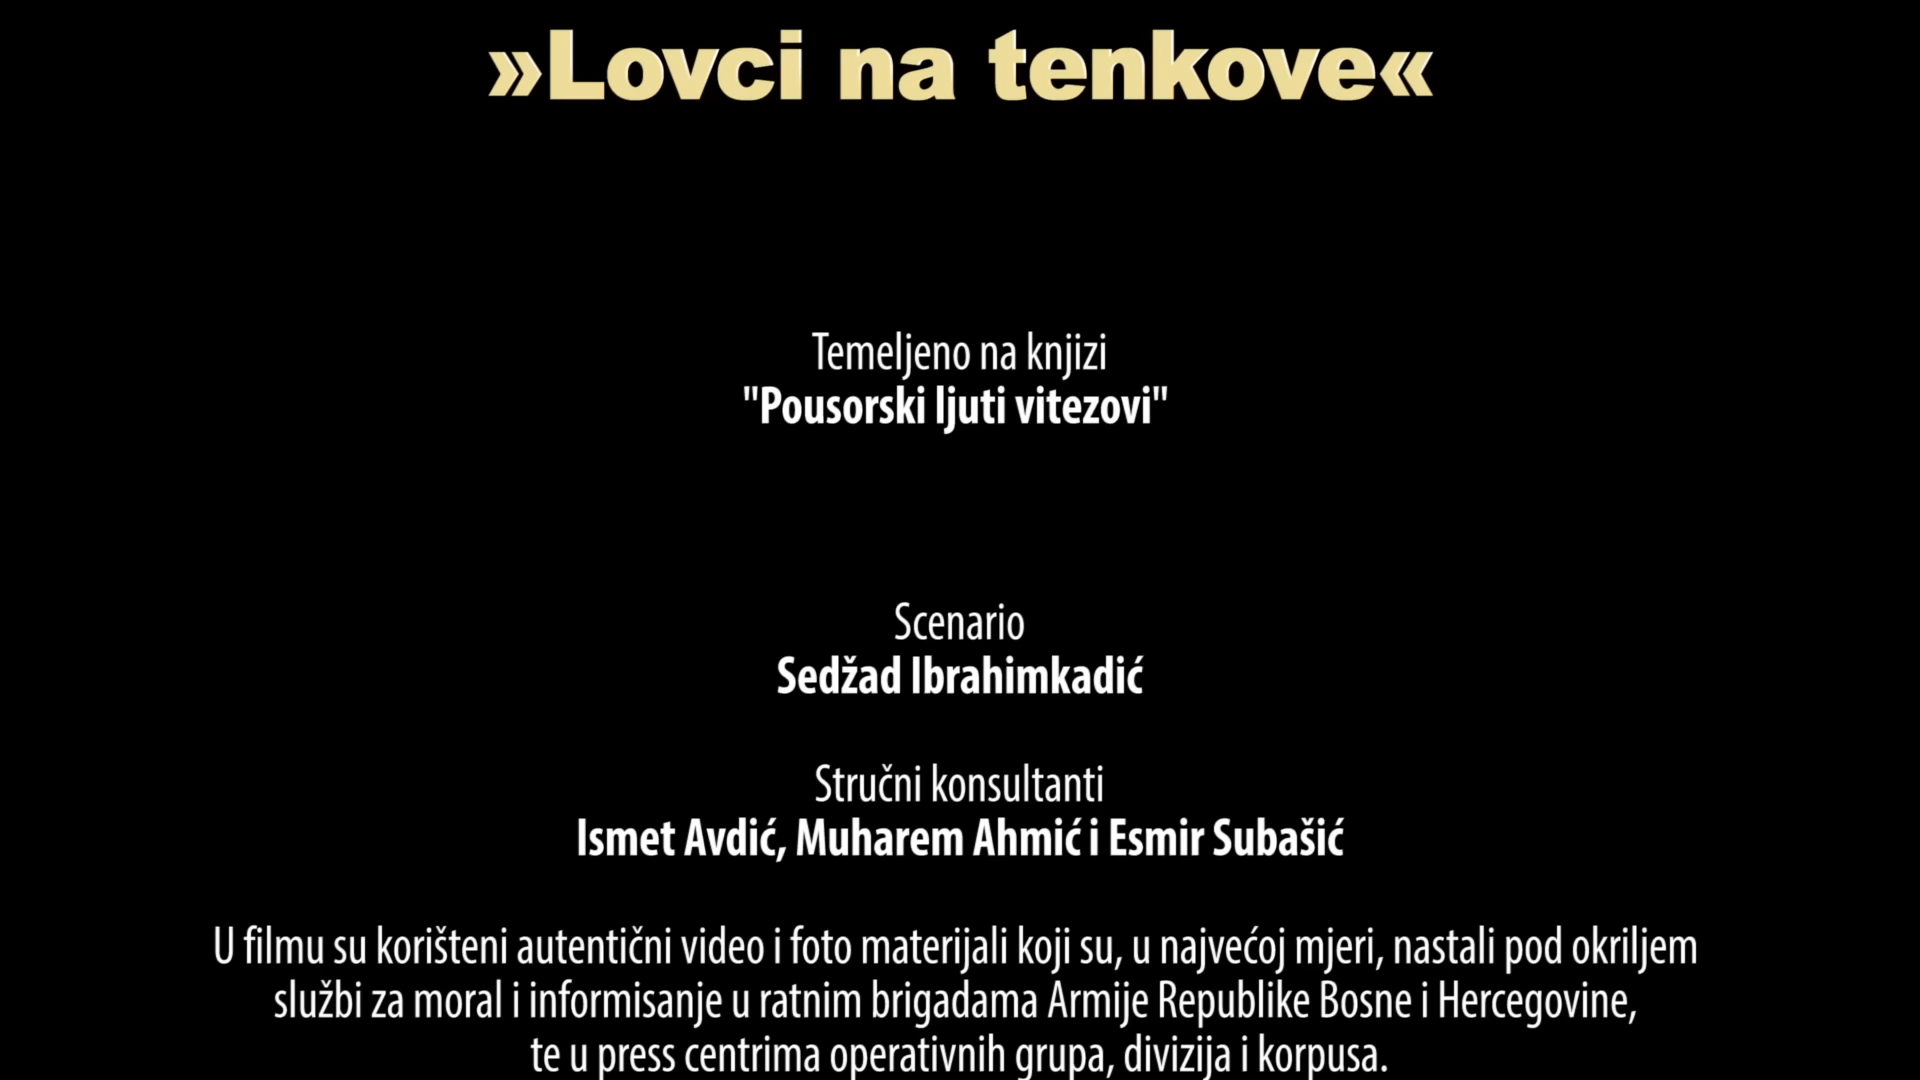 »Lovci na tenkove«
Temeljeno na knjizi
"Pousorski ljuti vitezovi"
Scenario
Sedžad Ibrahimkadić
Stručni konsultanti
Ismet Avdić, Muharem Ahmić i Esmir Subašić
U filmu su korišteni autentični video i foto materijali koji su, u najvećoj mjeri, nastali pod okriljem
službi za moral i informisanje u ratnim brigadama Armije Republike Bosne i Hercegovine,
te u press centrima operativnih grupa, divizija i korpusa.